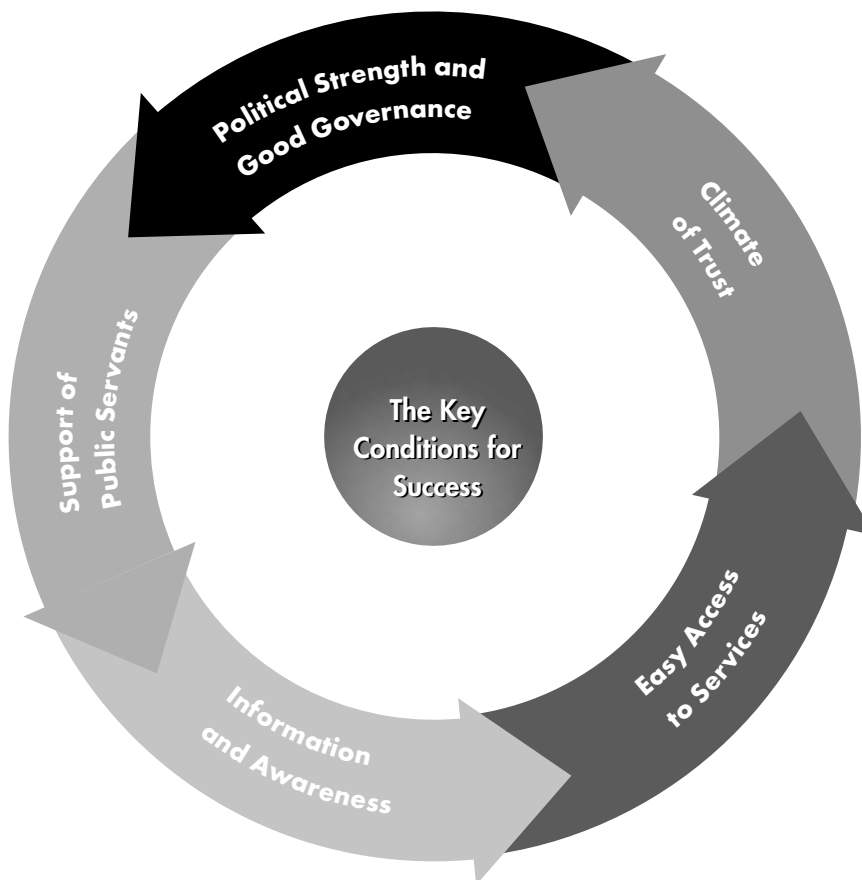 Political Strength and
Good Governance
Climate
of Trust
Support of
Public Servants
The Key
Conditions for
Success
Easy Access
to Services
Information
and Awareness